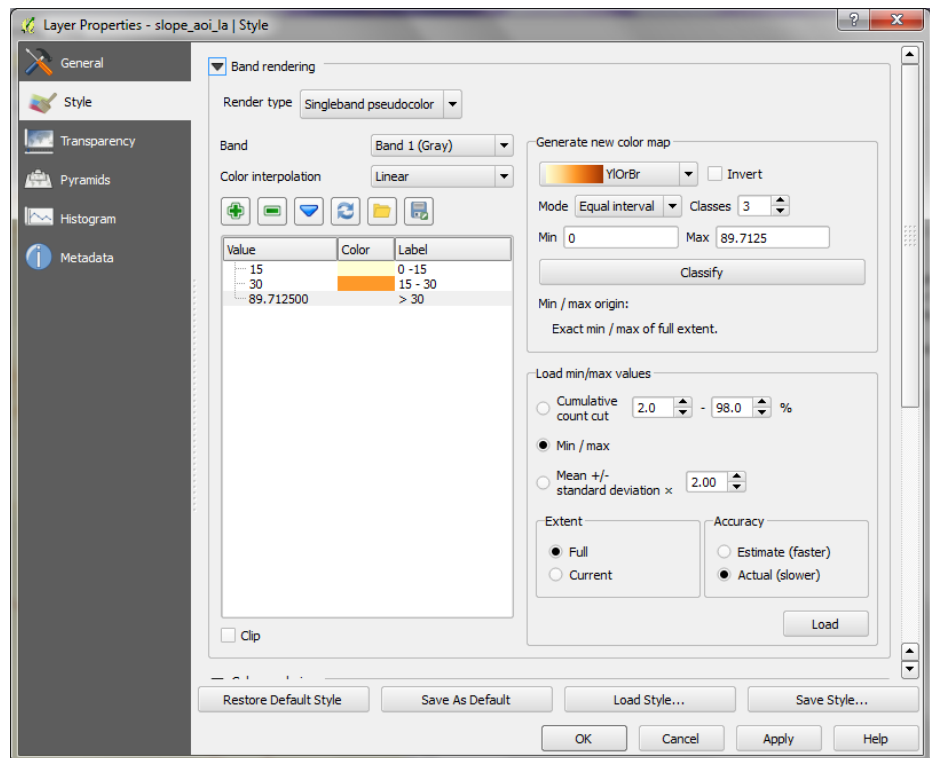 Layer Properties - slope_aoi_la | Style
General
Style
Transparency
Pyramids
Histogram
Metadata
Band rendering
Render type Singleband pseudocolor
Band Band 1 (Gray)
Color interpolation Linear
Value Color Label
15 0 -15
30 15 - 30
89.712500 > 30
Clip
Generate new color map
YlOrBr Invert
Mode Equal interval Classes 3
Min 0 Max 89.7125
Classify
Min / max origin:
Exact min / max of full extent.
Load min/max values
Cumulative
count cut 2.0 - 98.0 %
Min / max
Mean +/-
standard deviation × 2.00
Extent
Full
Current
Accuracy
Estimate (faster)
Actual (slower)
Load
Restore Default Style Save As Default Load Style... Save Style...
OK Cancel Apply Help